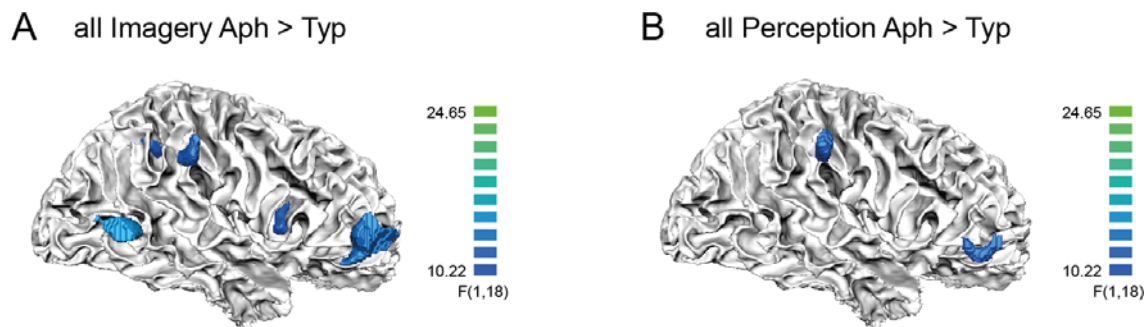 A all Imagery Aph > Typ
24.65
10.22
F(1,18)
B all Perception Aph > Typ
24.65
10.22
F(1,18)